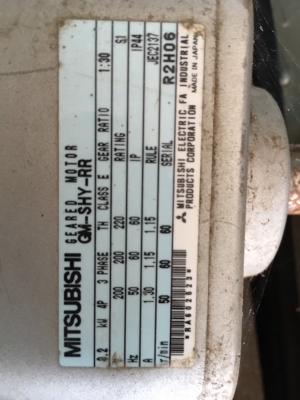 MITSUBISHI GEARED MOTOR
GM-SHY-RR
0.2 kW 4P 3 PHASE TH CLASS E GEAR RATIO 1:30
V 200 200 220 RATING S1
Hz 50 60 60 IP IP44
A 1.30 1.15 1.15 RULE JEC2137
r/min 50 60 60 SERIAL R2H06
MITSUBISHI ELECTRIC FA INDUSTRIAL
PRODUCTS CORPORATION MADE IN JAPAN